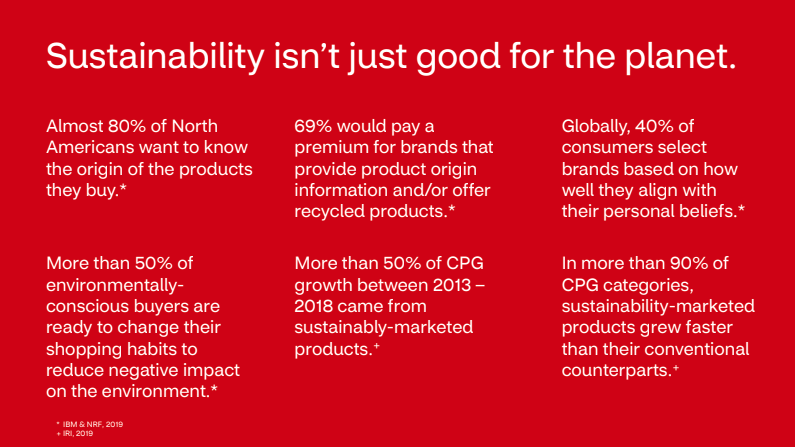 Sustainability isn’t just good for the planet.
Almost 80% of North
Americans want to know
the origin of the products
they buy.*
69% would pay a
premium for brands that
provide product origin
information and/or offer
recycled products.*
Globally, 40% of
consumers select
brands based on how
well they align with
their personal beliefs.*
More than 50% of
environmentally-
conscious buyers are
ready to change their
shopping habits to
reduce negative impact
on the environment.*
More than 50% of CPG
growth between 2013 –
2018 came from
sustainably-marketed
products.+
In more than 90% of
CPG categories,
sustainability-marketed
products grew faster
than their conventional
counterparts.+
* IBM & NRF, 2019
+ IRI, 2019